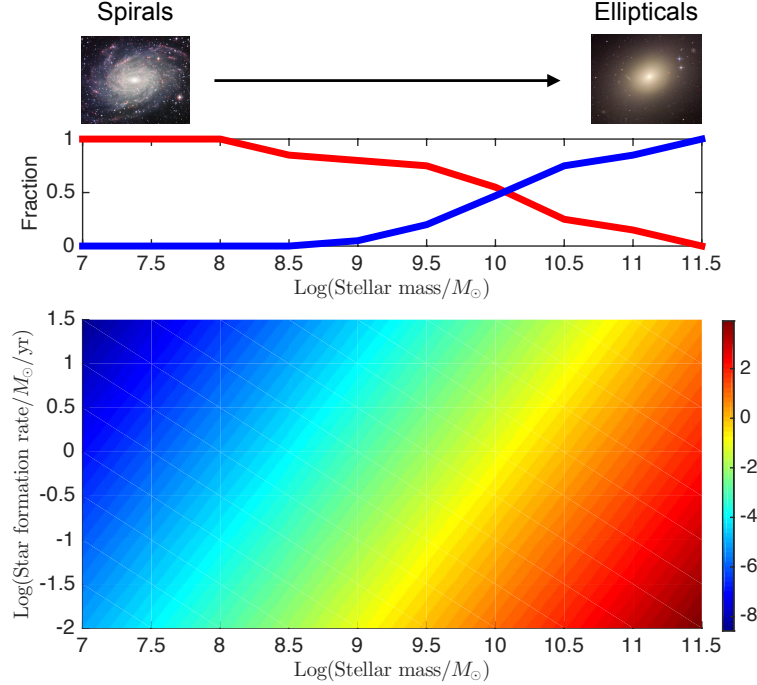 Spirals Ellipticals
1
0.5
0
Fraction
7 7.5 8 8.5 9 9.5 10 10.5 11 11.5
Log(Stellar mass/M⊙)
1.5
1
0.5
0
-0.5
-1
-1.5
-2
Log(Star formation rate/M⊙/yr)
7 7.5 8 8.5 9 9.5 10 10.5 11 11.5
Log(Stellar mass/M⊙)
2
0
-2
-4
-6
-8